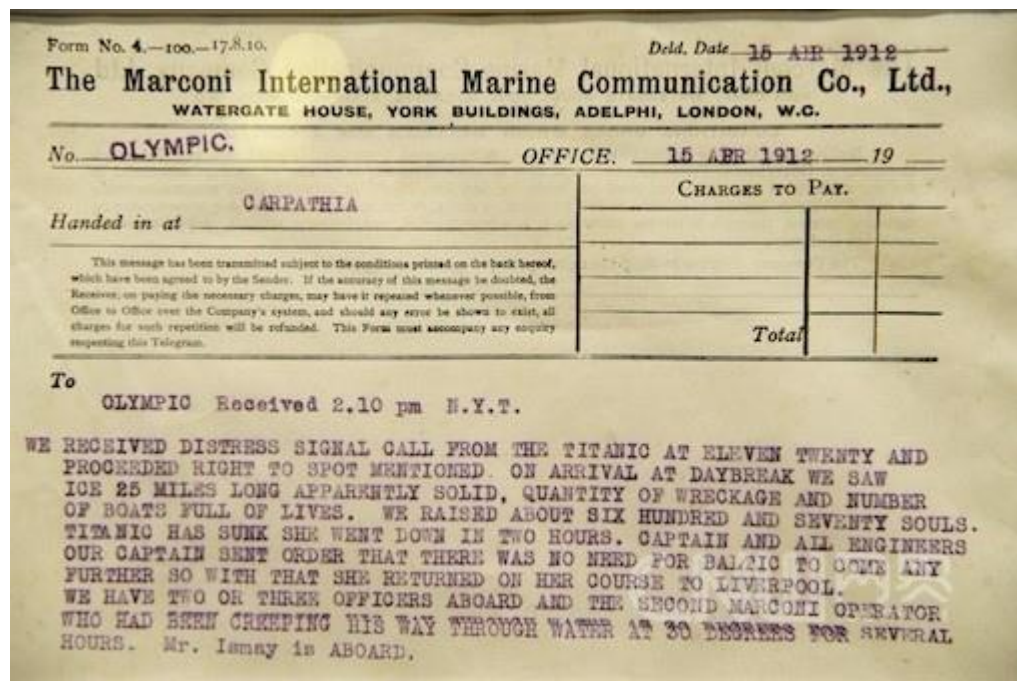 Form No. 4.—100.—17.8.10.
Deld. Date 15 APR 1912
The Marconi International Marine Communication Co., Ltd.,
WATERGATE HOUSE, YORK BUILDINGS, ADELPHI, LONDON, W.C.
No. OLYMPIC. OFFICE. 15 APR 1912 19
CHARGES TO PAY.
Handed in at CARPATHIA
This message has been transmitted subject to the conditions printed on the back hereof,
which have been agreed to by the Sender. If the accuracy of this message be doubted, the
Receiver, on paying the necessary charges, may have it repeated whenever possible, from
Office to Office over the Company's system, and should any error be shown to exist, all
charges for such repetition will be refunded. This Form must accompany any enquiry
respecting this Telegram.
Total
To
OLYMPIC Received 2.10 pm N.Y.T.
WE RECEIVED DISTRESS SIGNAL CALL FROM THE TITANIC AT ELEVEN TWENTY AND
PROCEEDED RIGHT TO SPOT MENTIONED. ON ARRIVAL AT DAYBREAK WE SAW
ICE 25 MILES LONG APPARENTLY SOLID, QUANTITY OF WRECKAGE AND NUMBER
OF BOATS FULL OF LIVES. WE RAISED ABOUT SIX HUNDRED AND SEVENTY SOULS.
TITANIC HAS SUNK SHE WENT DOWN IN TWO HOURS. CAPTAIN AND ALL ENGINEERS
OUR CAPTAIN SENT ORDER THAT THERE WAS NO NEED FOR BALTIC TO COME ANY
FURTHER SO WITH THAT SHE RETURNED ON HER COURSE TO LIVERPOOL.
WE HAVE TWO OR THREE OFFICERS ABOARD AND THE SECOND MARCONI OPERATOR
WHO HAD BEEN CREEPING HIS WAY THROUGH WATER AT 30 DEGREES FOR SEVERAL
HOURS. Mr. Ismay is ABOARD.